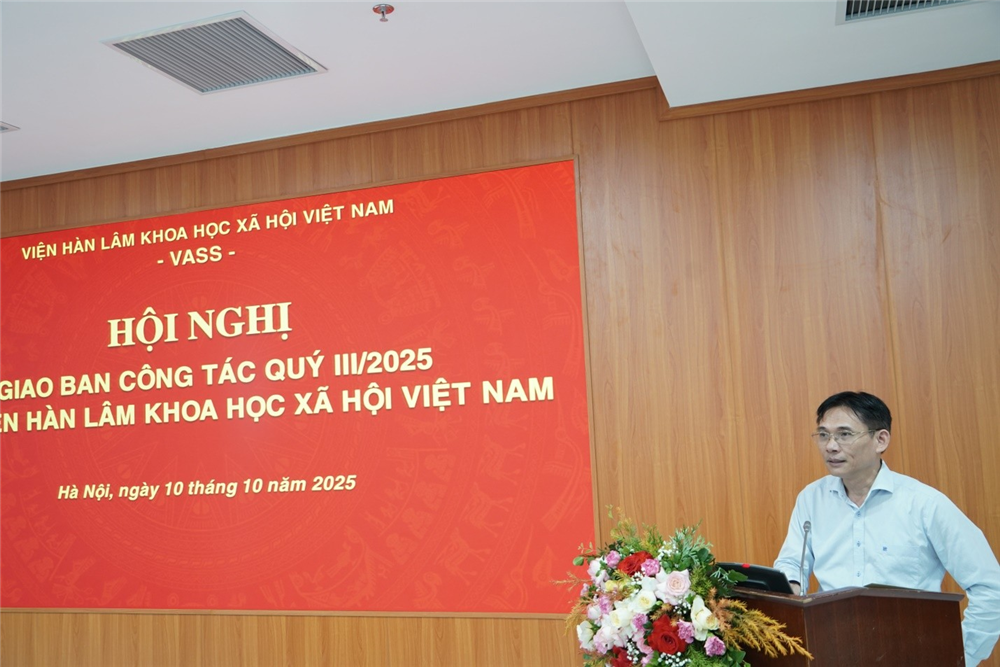 VIỆN HÀN LÂM KHOA HỌC XÃ HỘI VIỆT NAM
- VASS -
HỘI NGHỊ
GIAO BAN CÔNG TÁC QUÝ III/2025
HÀN LÂM KHOA HỌC XÃ HỘI VIỆT NAM
Hà Nội, ngày 10 tháng 10 năm 2025